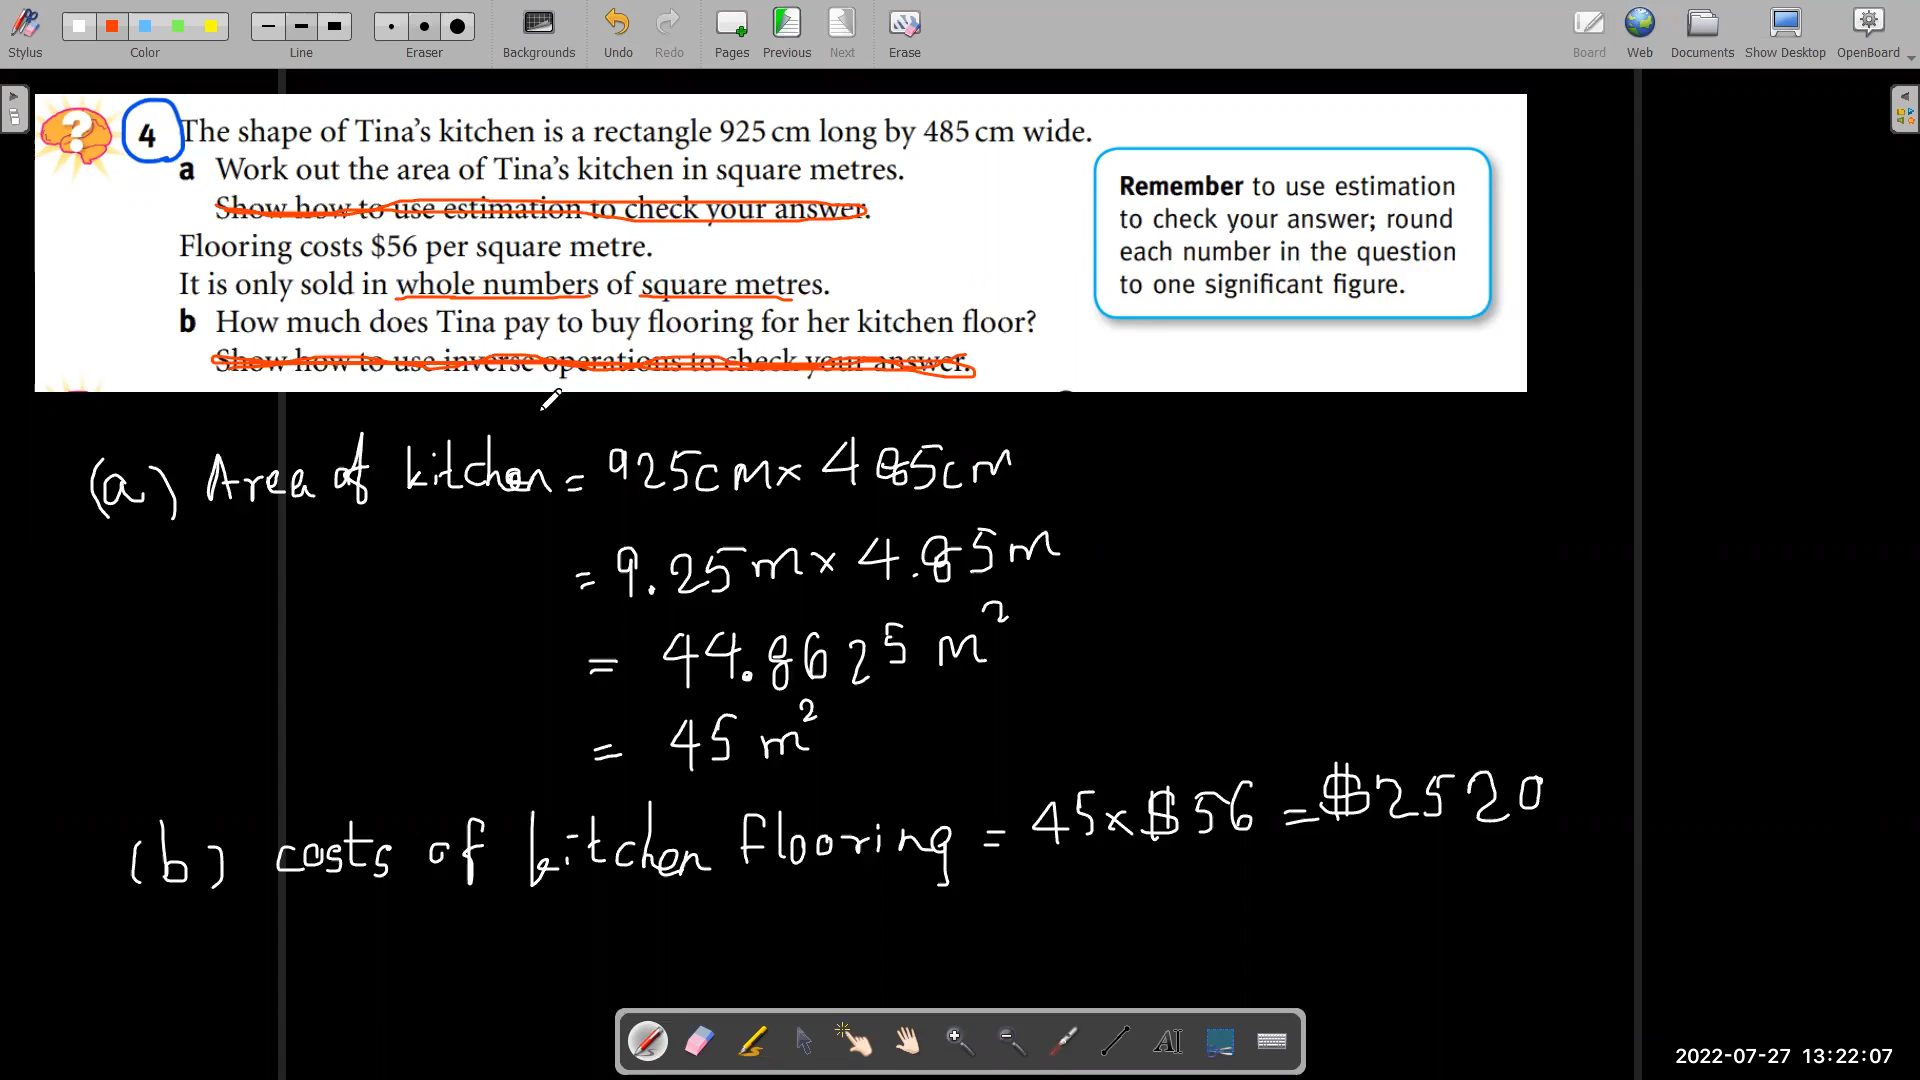 Stylus Color Line Eraser Backgrounds Undo Redo Pages Previous Next Erase Board Web Documents Show Desktop OpenBoard
4 The shape of Tina's kitchen is a rectangle 925 cm long by 485 cm wide.
a Work out the area of Tina's kitchen in square metres.
Show how to use estimation to check your answer.
Flooring costs $56 per square metre.
It is only sold in whole numbers of square metres.
b How much does Tina pay to buy flooring for her kitchen floor?
Show how to use inverse operations to check your answer.
Remember to use estimation
to check your answer; round
each number in the question
to one significant figure.
(a) Area of kitchen = 925cm x 485cm
= 9.25m x 4.85m
= 44.8625 m²
= 45 m²
(b) costs of kitchen flooring = 45 x $56 = $2520
2022-07-27 13:22:07